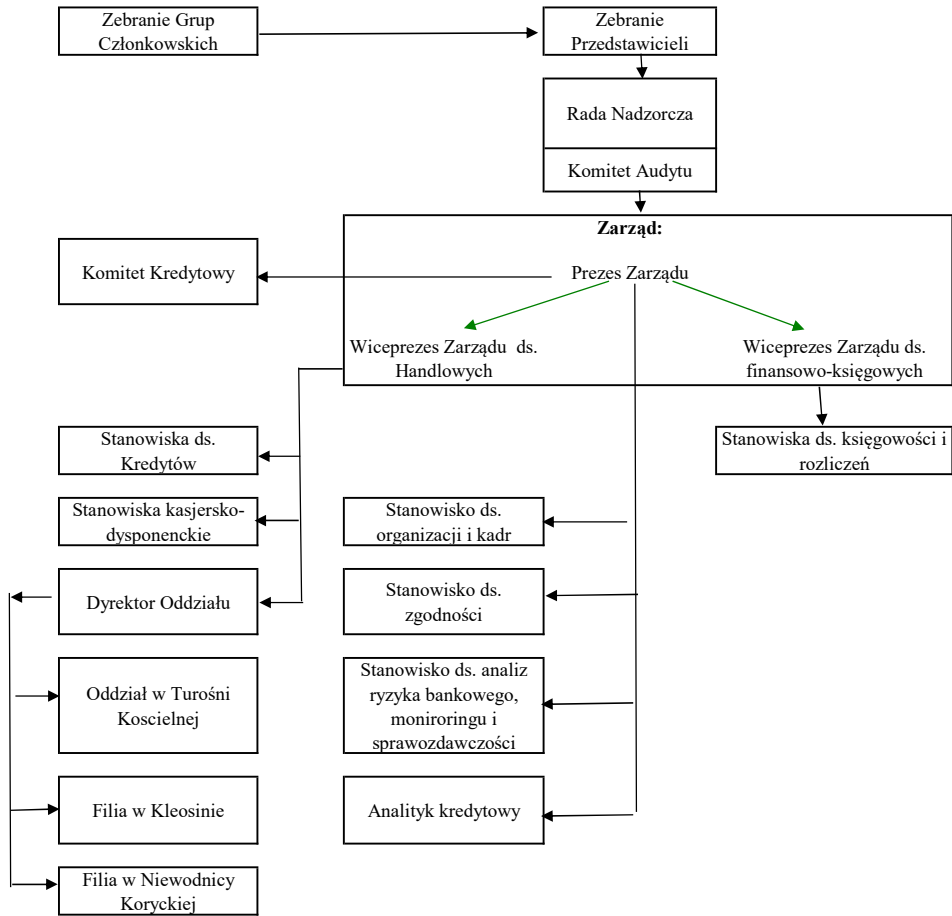 Zebranie Grup
Członkowskich
Zebranie
Przedstawicieli
Rada Nadzorcza
Komitet Audytu
Zarząd:
Komitet Kredytowy
Prezes Zarządu
Wiceprezes Zarządu ds.
Handlowych
Wiceprezes Zarządu ds.
finansowo-księgowych
Stanowiska ds.
Kredytów
Stanowiska ds. księgowości i
rozliczeń
Stanowiska kasjersko-
dysponenckie
Stanowisko ds.
organizacji i kadr
Dyrektor Oddziału
Stanowisko ds.
zgodności
Oddział w Turośni
Koscielnej
Stanowisko ds. analiz
ryzyka bankowego,
moniroringu i
sprawozdawczości
Filia w Kleosinie
Analityk kredytowy
Filia w Niewodnicy
Koryckiej